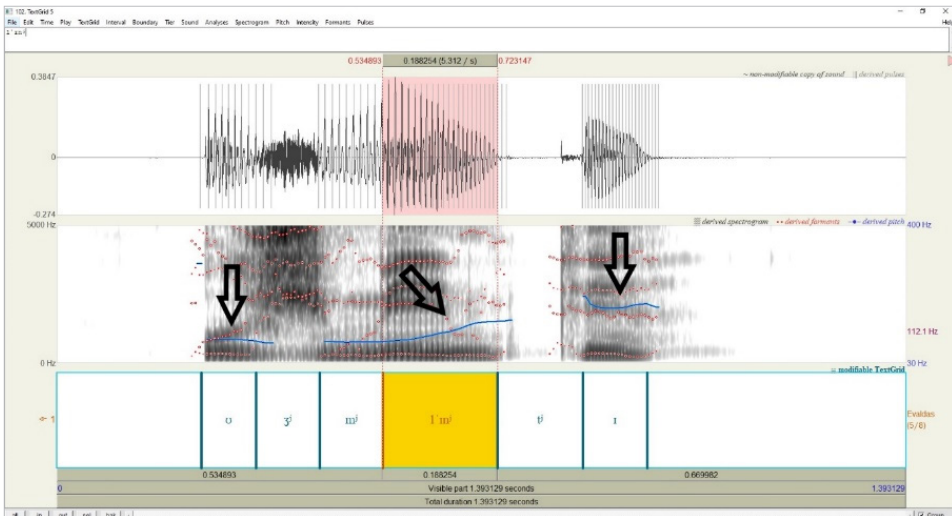 102. TextGrid 5
File Edit Time Play TextGrid Interval Boundary Tier Sound Analyses Spectrogram Pitch Intensity Formants Pulses Help
0.534893 0.188254 (5.312 / s) 0.723147
0.3847 ~ non-modifiable copy of sound derived pulses
0
-0.274
5000 Hz derived spectrogram derived formants derived pitch 400 Hz
112.1 Hz
0 Hz 30 Hz
modifiable TextGrid
1 ʊ ʒʲ mʲ tʲ ɪ Evaldas
(5/8)
0.534893 0.188254 0.669982
0 Visible part 1.393129 seconds 1.393129
Total duration 1.393129 seconds
all in out sel bak Group